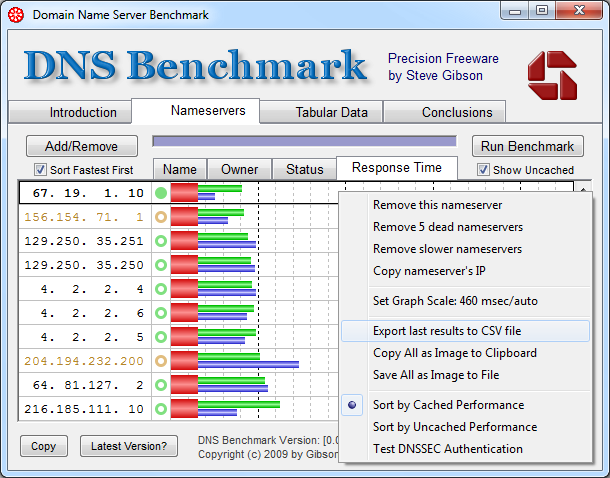 Domain Name Server Benchmark
DNS Benchmark
Precision Freeware
by Steve Gibson
Introduction Nameservers Tabular Data Conclusions
Add/Remove Run Benchmark
Sort Fastest First Name Owner Status Response Time Show Uncached
67. 19. 1. 10
156.154. 71. 1
129.250. 35.251
129.250. 35.250
4. 2. 2. 4
4. 2. 2. 6
4. 2. 2. 5
204.194.232.200
64. 81.127. 2
216.185.111. 10
Remove this nameserver
Remove 5 dead nameservers
Remove slower nameservers
Copy nameserver's IP
Set Graph Scale: 460 msec/auto
Export last results to CSV file
Copy All as Image to Clipboard
Save All as Image to File
Sort by Cached Performance
Sort by Uncached Performance
Test DNSSEC Authentication
Copy Latest Version?
DNS Benchmark Version: [0.0
Copyright (c) 2009 by Gibson